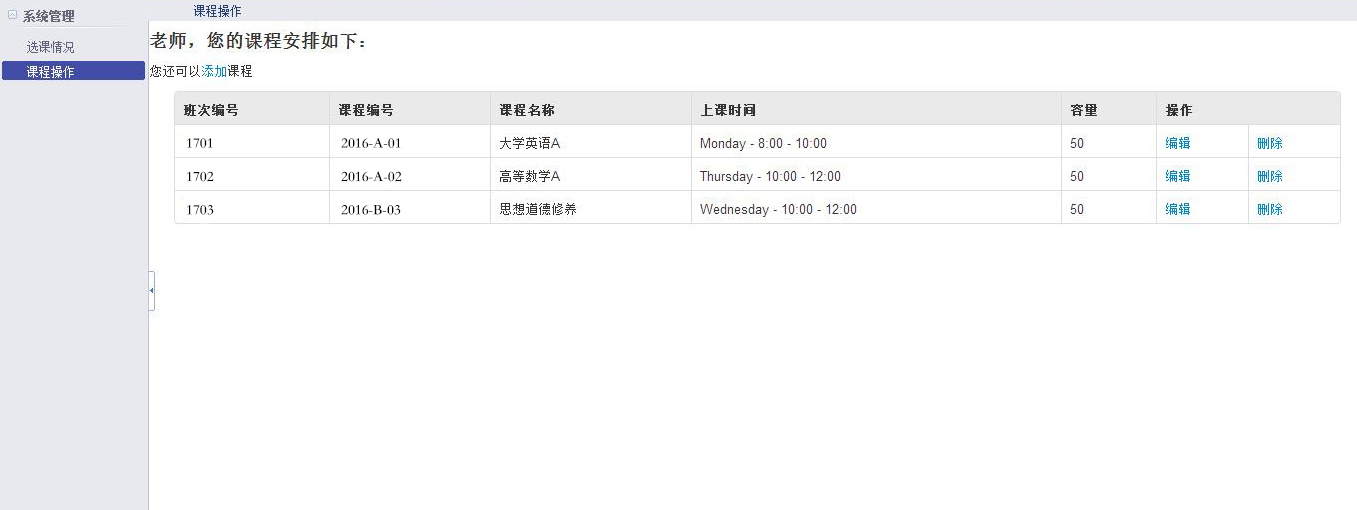 系统管理
选课情况
课程操作
课程操作
老师，您的课程安排如下：
您还可以添加课程
班次编号 课程编号 课程名称 上课时间 容量 操作
1701 2016-A-01 大学英语A Monday - 8:00 - 10:00 50 编辑 删除
1702 2016-A-02 高等数学A Thursday - 10:00 - 12:00 50 编辑 删除
1703 2016-B-03 思想道德修养 Wednesday - 10:00 - 12:00 50 编辑 删除